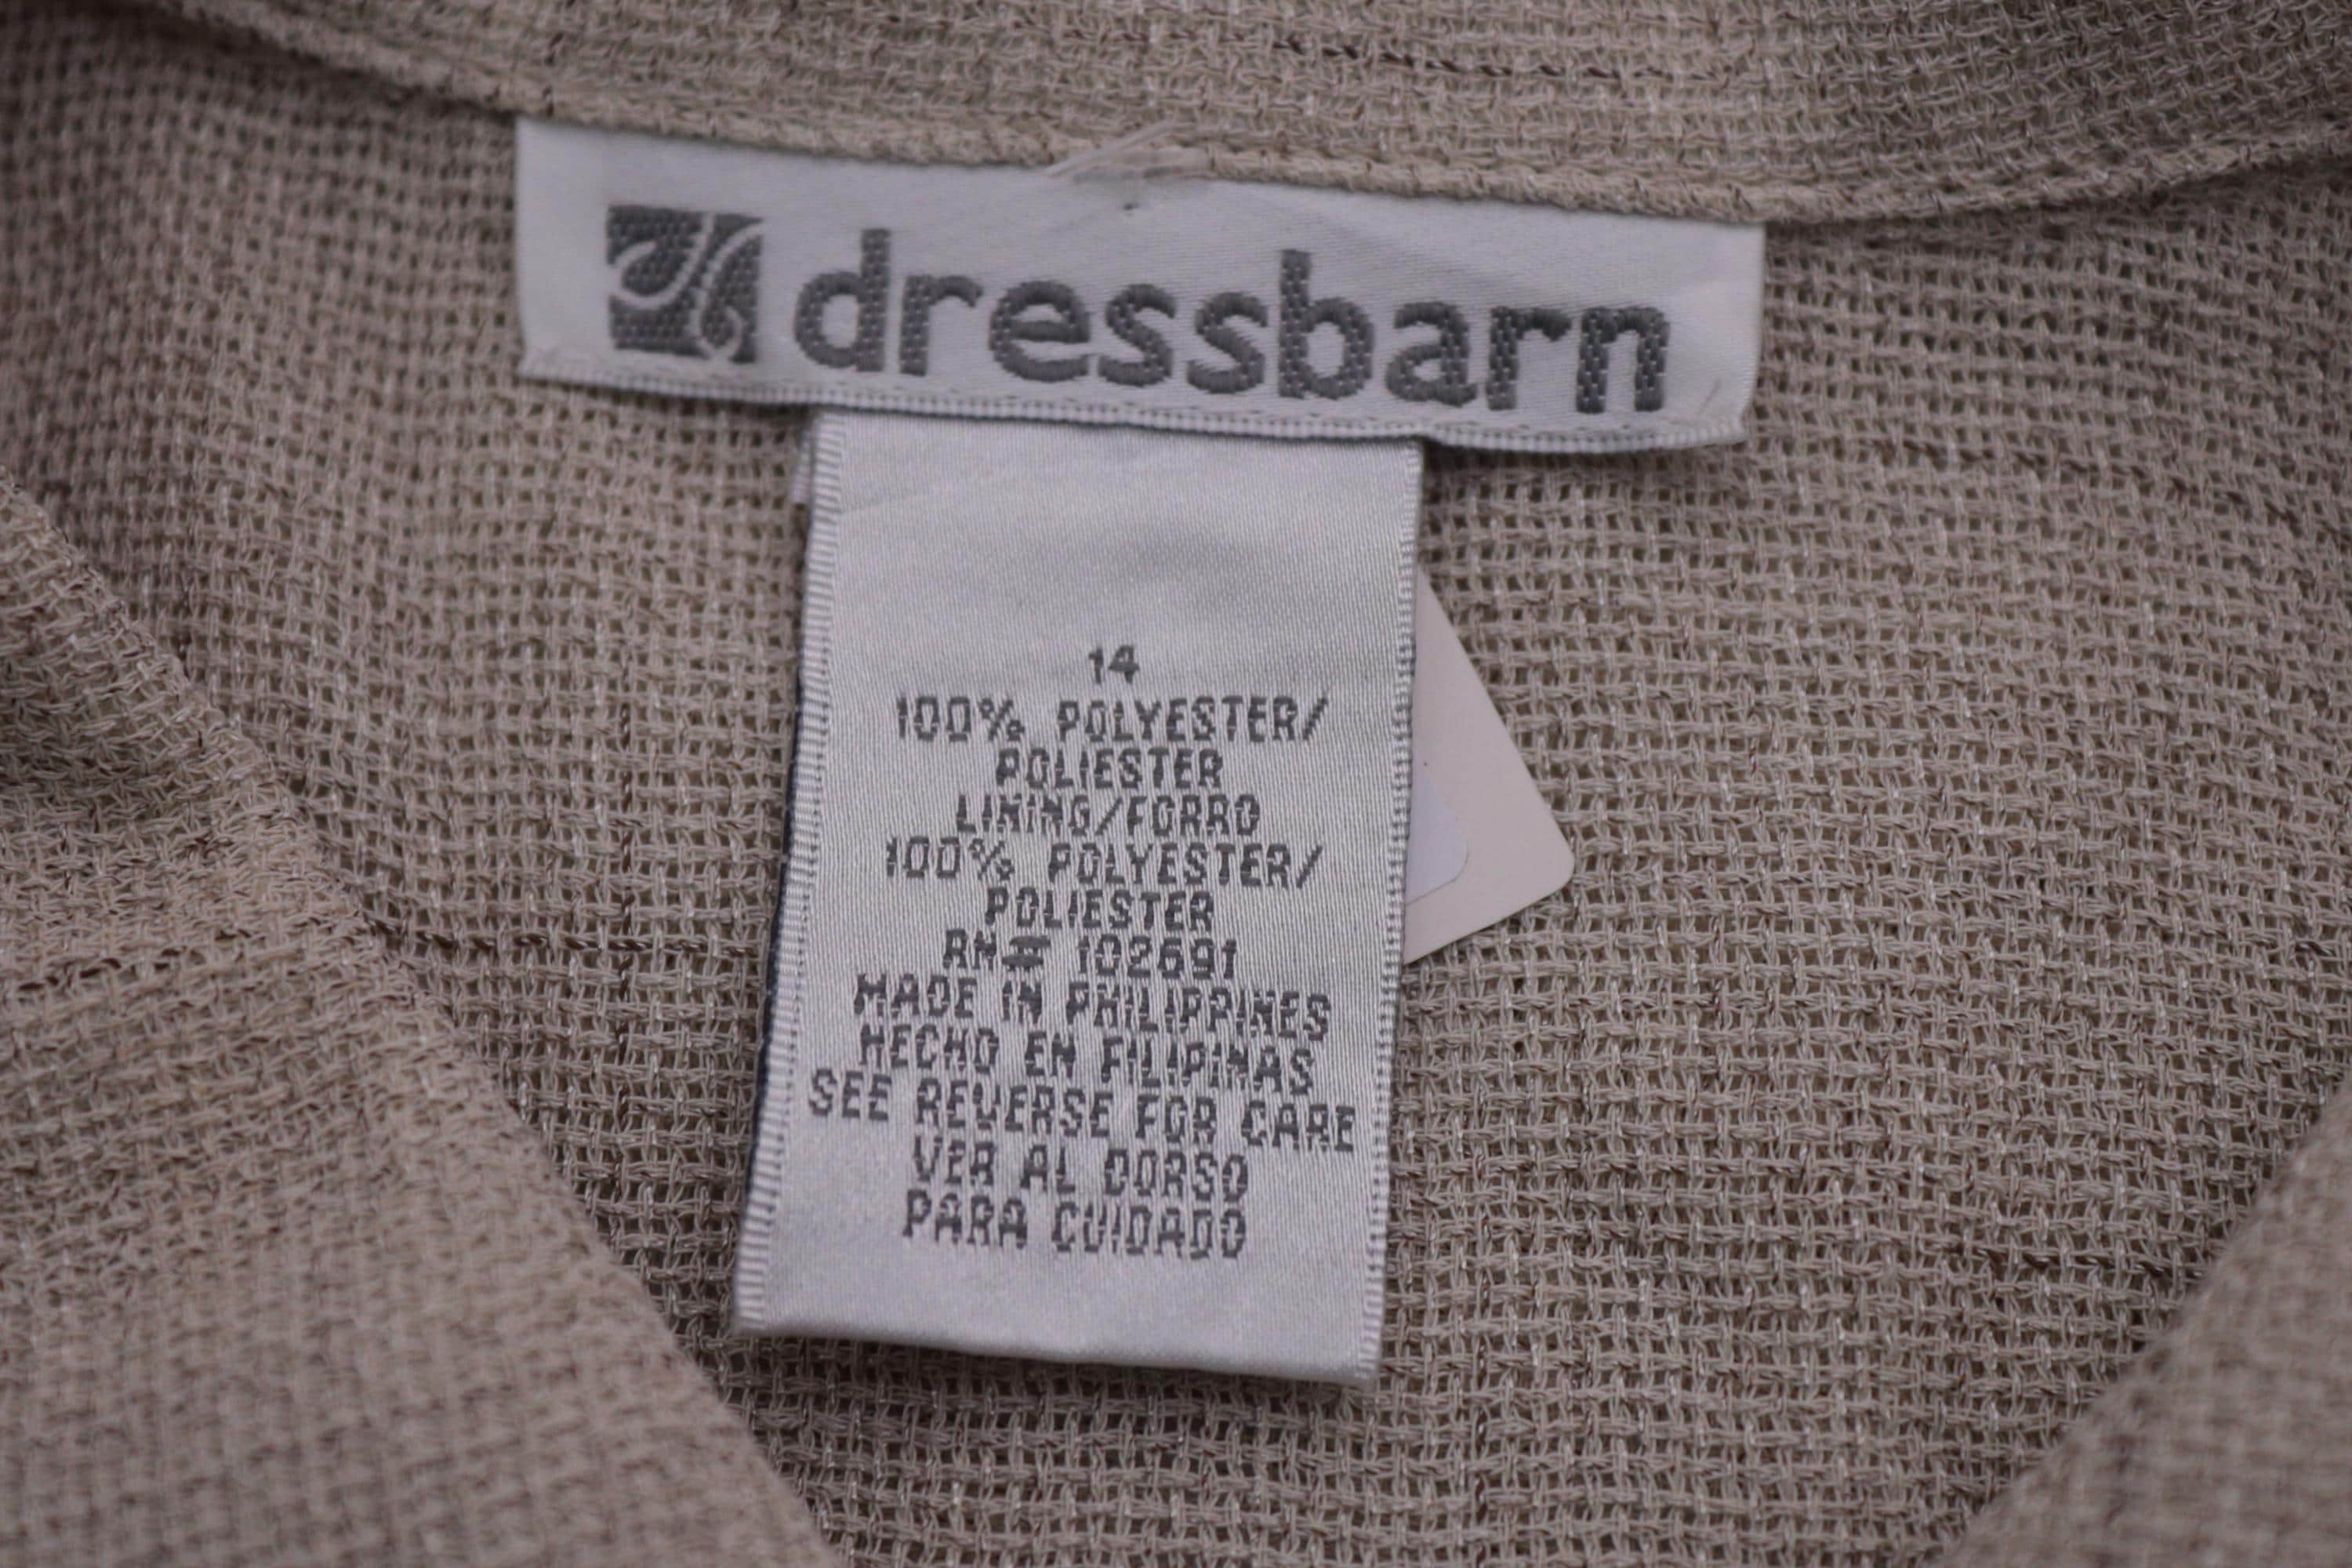 dressbarn
14
100% POLYESTER/
POLIESTER
LINING/FORRO
100% POLYESTER/
POLIESTER
RN# 102691
MADE IN PHILIPPINES
HECHO EN FILIPINAS
SEE REVERSE FOR CARE
VER AL DORSO
PARA CUIDADO